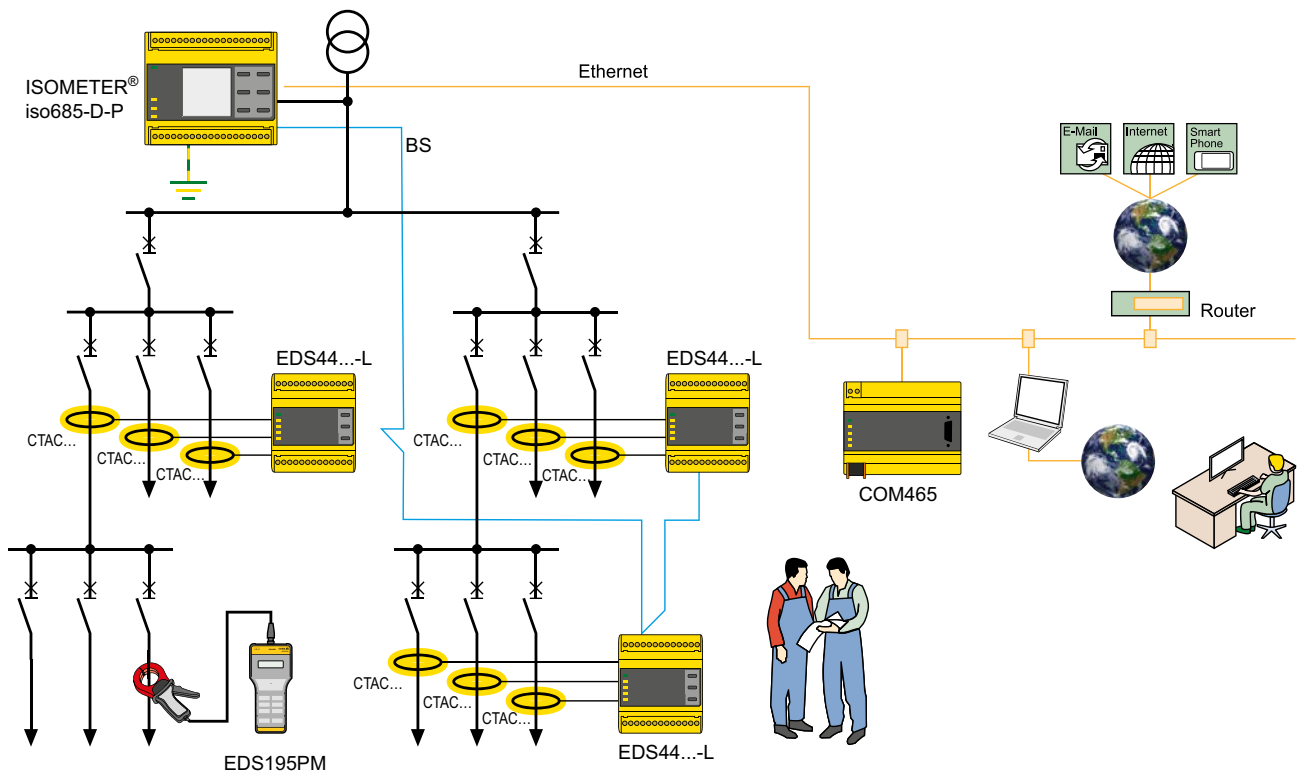 Ethernet
ISOMETER®
iso685-D-P
BS
E-Mail
Internet
Smart
Phone
Router
EDS44...-L
EDS44...-L
CTAC...
CTAC...
CTAC...
CTAC...
CTAC...
CTAC...
COM465
CTAC...
CTAC...
CTAC...
EDS44...-L
EDS195PM